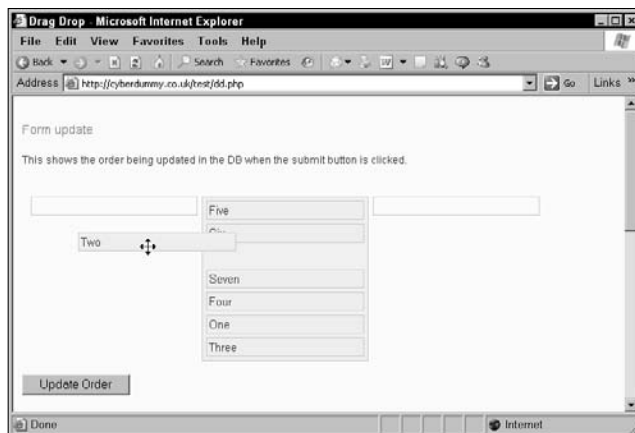 Drag Drop - Microsoft Internet Explorer
File Edit View Favorites Tools Help
Back Search Favorites
Address http://cyberdummy.co.uk/test/dd.php Go Links »
Form update
This shows the order being updated in the DB when the submit button is clicked.
Five
Two
Seven
Four
One
Three
Update Order
Done Internet